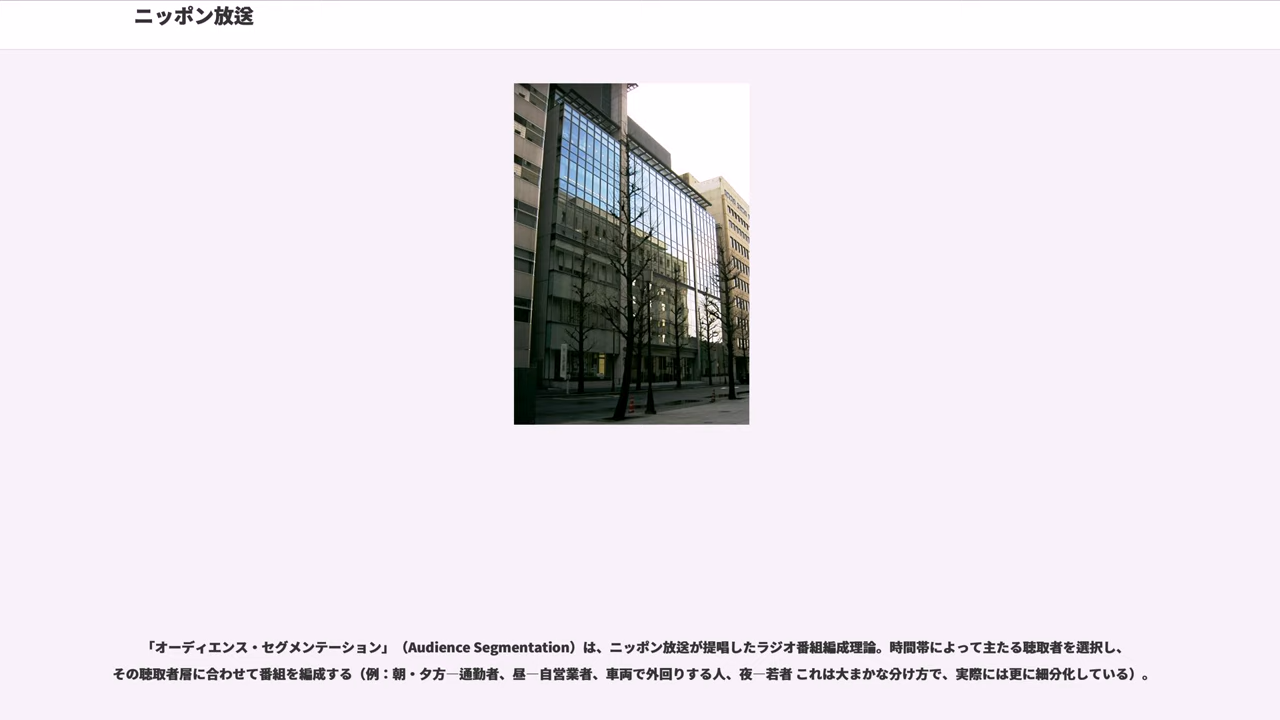 ニッポン放送
「オーディエンス・セグメンテーション」（Audience Segmentation）は、ニッポン放送が提唱したラジオ番組編成理論。時間帯によって主たる聴取者を選択し、
その聴取者層に合わせて番組を編成する（例：朝・夕方─通勤者、昼─自営業者、車両で外回りする人、夜─若者 これは大まかな分け方で、実際には更に細分化している）。